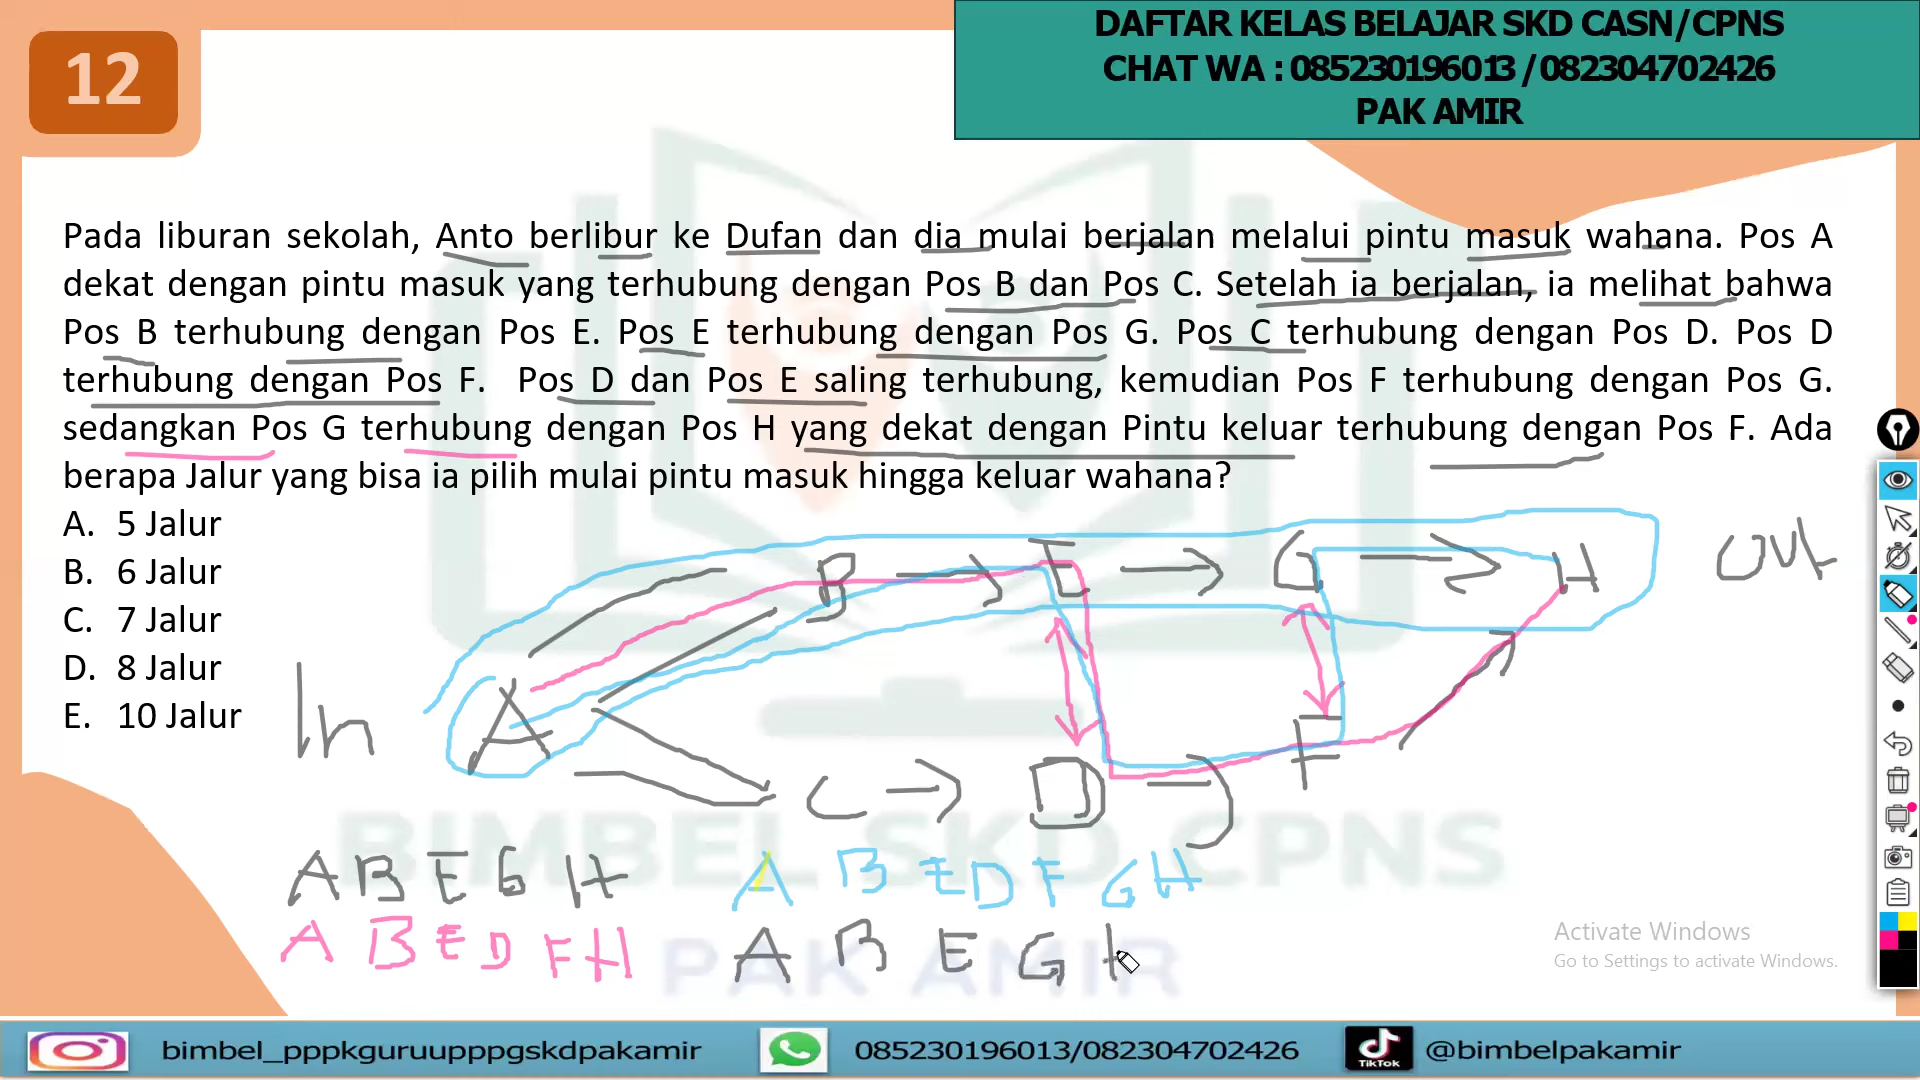 12
DAFTAR KELAS BELAJAR SKD CASN/CPNS
CHAT WA : 085230196013 / 082304702426
PAK AMIR
Pada liburan sekolah, Anto berlibur ke Dufan dan dia mulai berjalan melalui pintu masuk wahana. Pos A
dekat dengan pintu masuk yang terhubung dengan Pos B dan Pos C. Setelah ia berjalan, ia melihat bahwa
Pos B terhubung dengan Pos E. Pos E terhubung dengan Pos G. Pos C terhubung dengan Pos D. Pos D
terhubung dengan Pos F. Pos D dan Pos E saling terhubung, kemudian Pos F terhubung dengan Pos G.
sedangkan Pos G terhubung dengan Pos H yang dekat dengan Pintu keluar terhubung dengan Pos F. Ada
berapa Jalur yang bisa ia pilih mulai pintu masuk hingga keluar wahana?
A. 5 Jalur
B. 6 Jalur
C. 7 Jalur
D. 8 Jalur
E. 10 Jalur
B E G H out
In A
C D F
BIMBEL SKD CPNS
A B E G H A B E D F G H
A B E D F H A B E G
PAK AMIR
Activate Windows
Go to Settings to activate Windows.
bimbel_pppkguruupppgskdpakamir 085230196013/082304702426 TikTok @bimbelpakamir